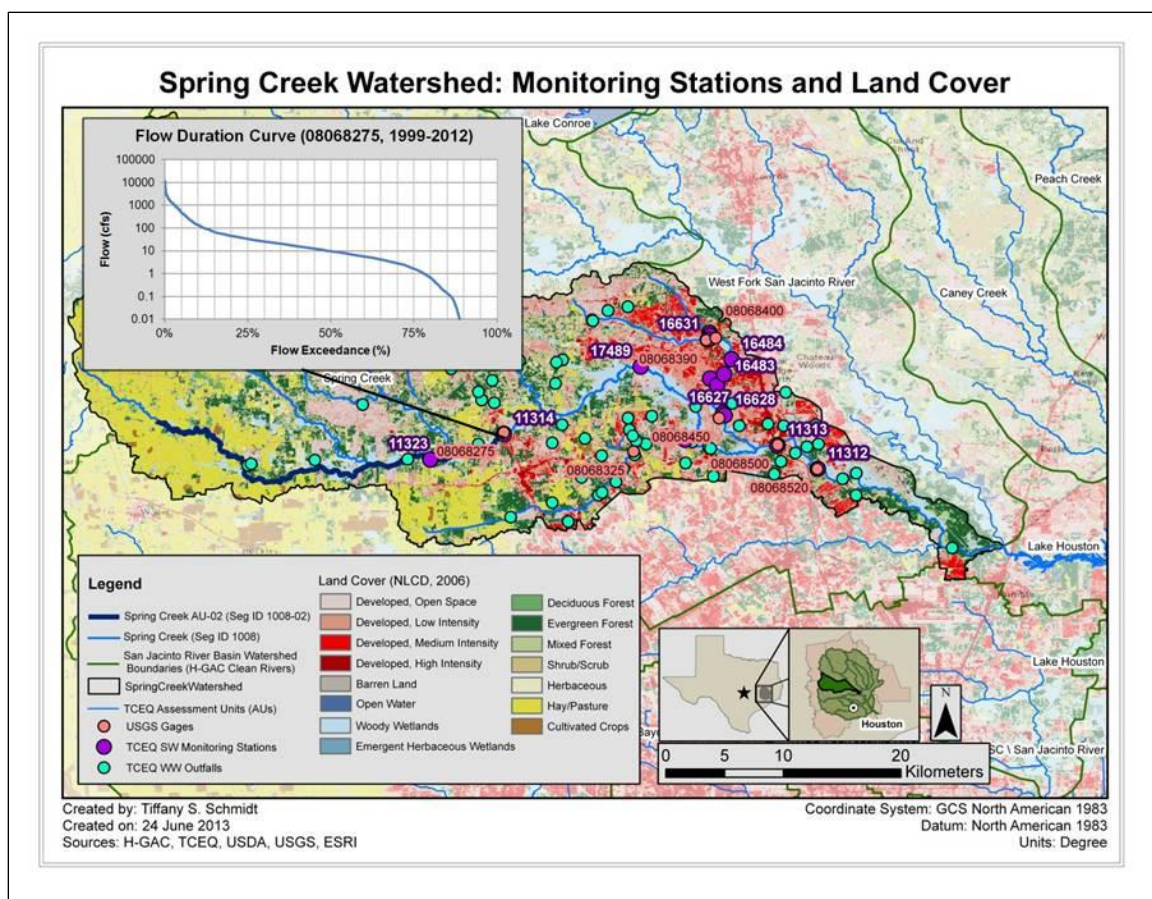 Spring Creek Watershed: Monitoring Stations and Land Cover
Flow Duration Curve (08068275, 1999-2012)
Flow (cfs)
100000
10000
1000
100
10
1
0.1
0.01
0% 25% 50% 75% 100%
Flow Exceedance (%)
Lake Conroe
Peach Creek
West Fork San Jacinto River
Caney Creek
08068400
16631
16484
17489
08068390
16483
Spring Creek
16627
16628
11314
11313
11323
08068450
11312
08068275
08068500
08068325
08068520
Lake Houston
Lake Houston
Legend
Spring Creek AU-02 (Seg ID 1008-02)
Spring Creek (Seg ID 1008)
San Jacinto River Basin Watershed
Boundaries (H-GAC Clean Rivers)
SpringCreekWatershed
TCEQ Assessment Units (AUs)
USGS Gages
TCEQ SW Monitoring Stations
TCEQ WW Outfalls
Land Cover (NLCD, 2006)
Developed, Open Space
Developed, Low Intensity
Developed, Medium Intensity
Developed, High Intensity
Barren Land
Open Water
Woody Wetlands
Emergent Herbaceous Wetlands
Deciduous Forest
Evergreen Forest
Mixed Forest
Shrub/Scrub
Herbaceous
Hay/Pasture
Cultivated Crops
Houston
N
SC \ San Jacinto River
0 5 10 20
Kilometers
Created by: Tiffany S. Schmidt
Created on: 24 June 2013
Sources: H-GAC, TCEQ, USDA, USGS, ESRI
Coordinate System: GCS North American 1983
Datum: North American 1983
Units: Degree